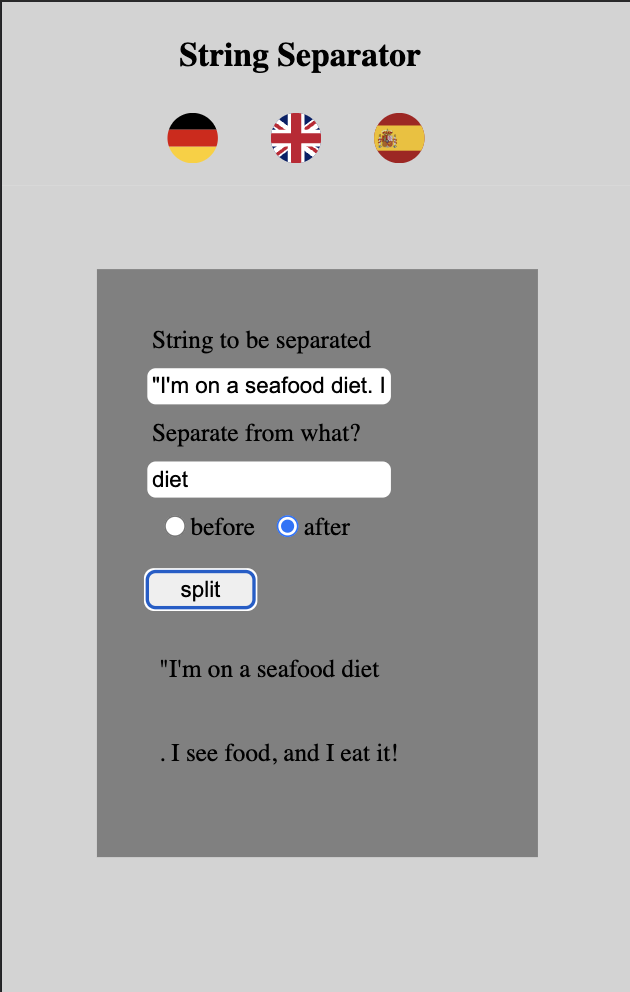 String Separator
String to be separated
"I'm on a seafood diet. I
Separate from what?
diet
before after
split
"I'm on a seafood diet
. I see food, and I eat it!